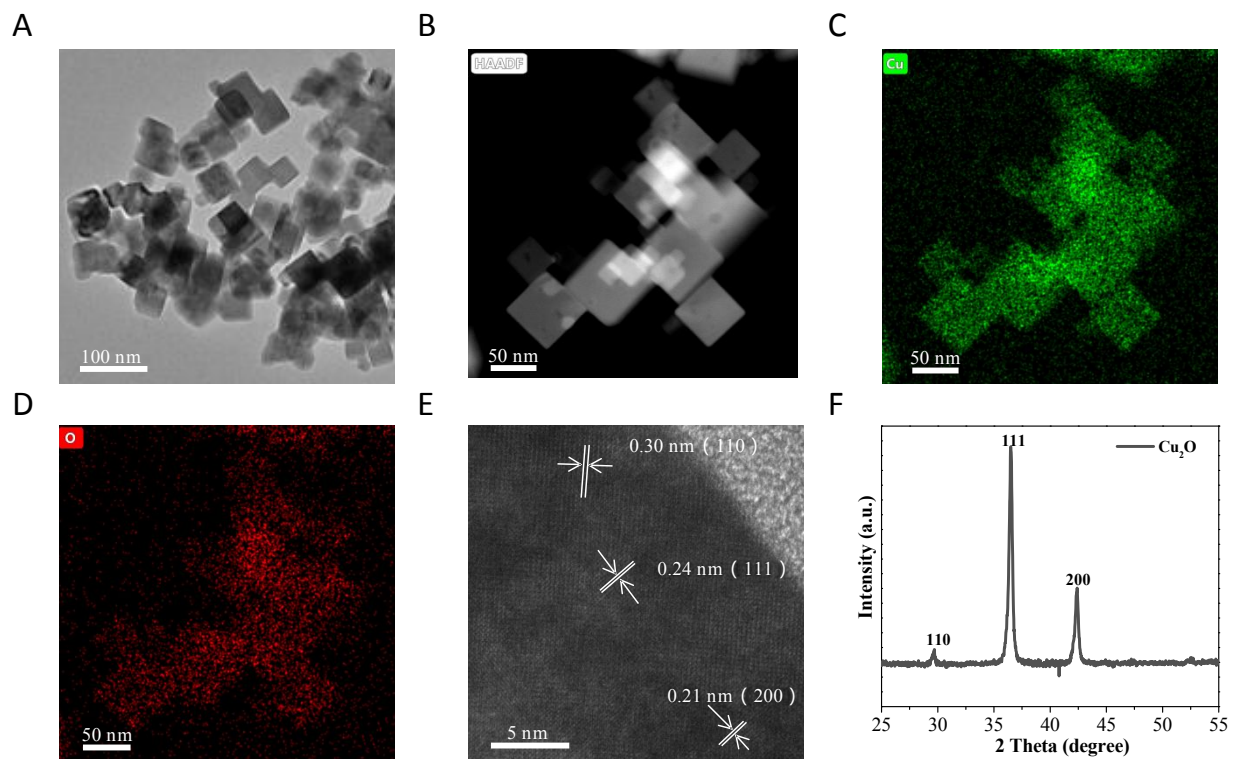 A
B
C
HAADF
Cu
100 nm
50 nm
50 nm
D
E
F
O
0.30 nm ( 110 )
0.24 nm ( 111 )
0.21 nm ( 200 )
50 nm
5 nm
111
Cu₂O
200
110
Intensity (a.u.)
25 30 35 40 45 50 55
2 Theta (degree)